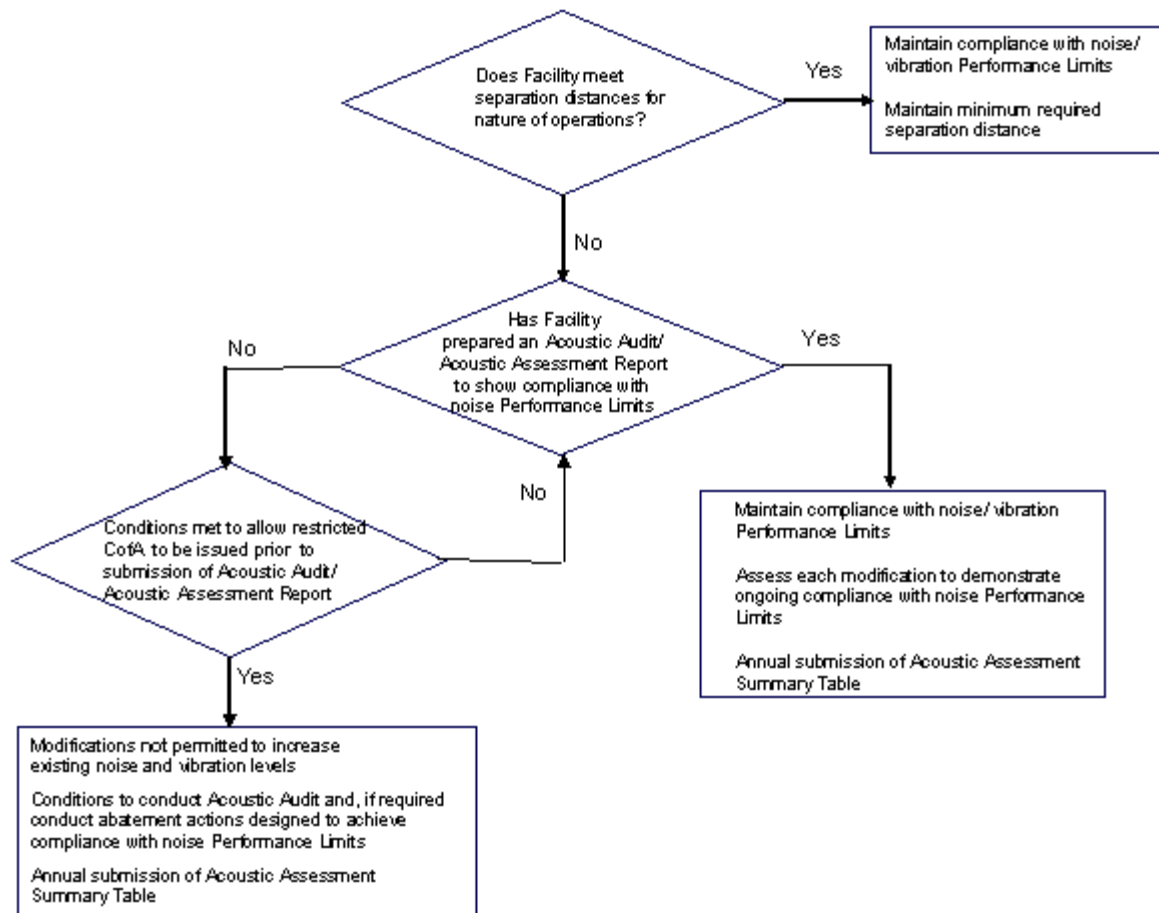 Does Facility meet
separation distances for
nature of operations?
Yes
Maintain compliance with noise/
vibration Performance Limits
Maintain minimum required
separation distance
No
Has Facility
prepared an Acoustic Audit/
Acoustic Assessment Report
to show compliance with
noise Performance Limits
No
Yes
Conditions met to allow restricted
CofA to be issued prior to
submission of Acoustic Audit/
Acoustic Assessment Report
No
Maintain compliance with noise/ vibration
Performance Limits
Assess each modification to demonstrate
ongoing compliance with noise Performance
Limits
Annual submission of Acoustic Assessment
Summary Table
Yes
Modifications not permitted to increase
existing noise and vibration levels
Conditions to conduct Acoustic Audit and, if required
conduct abatement actions designed to achieve
compliance with noise Performance Limits
Annual submission of Acoustic Assessment
Summary Table